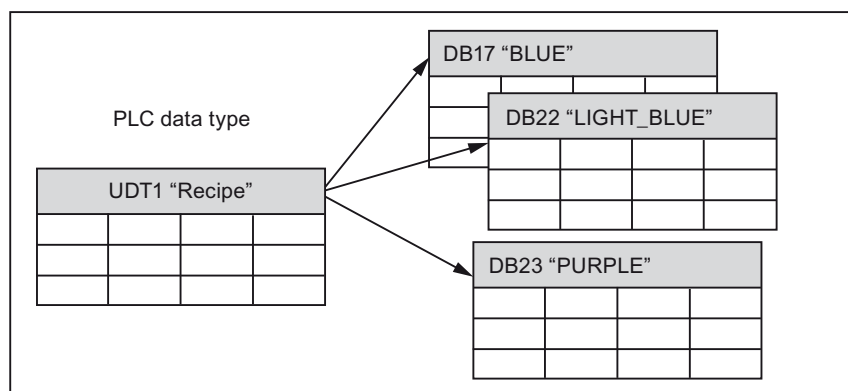 DB17 “BLUE”
DB22 “LIGHT_BLUE”
PLC data type
UDT1 “Recipe”
DB23 “PURPLE”